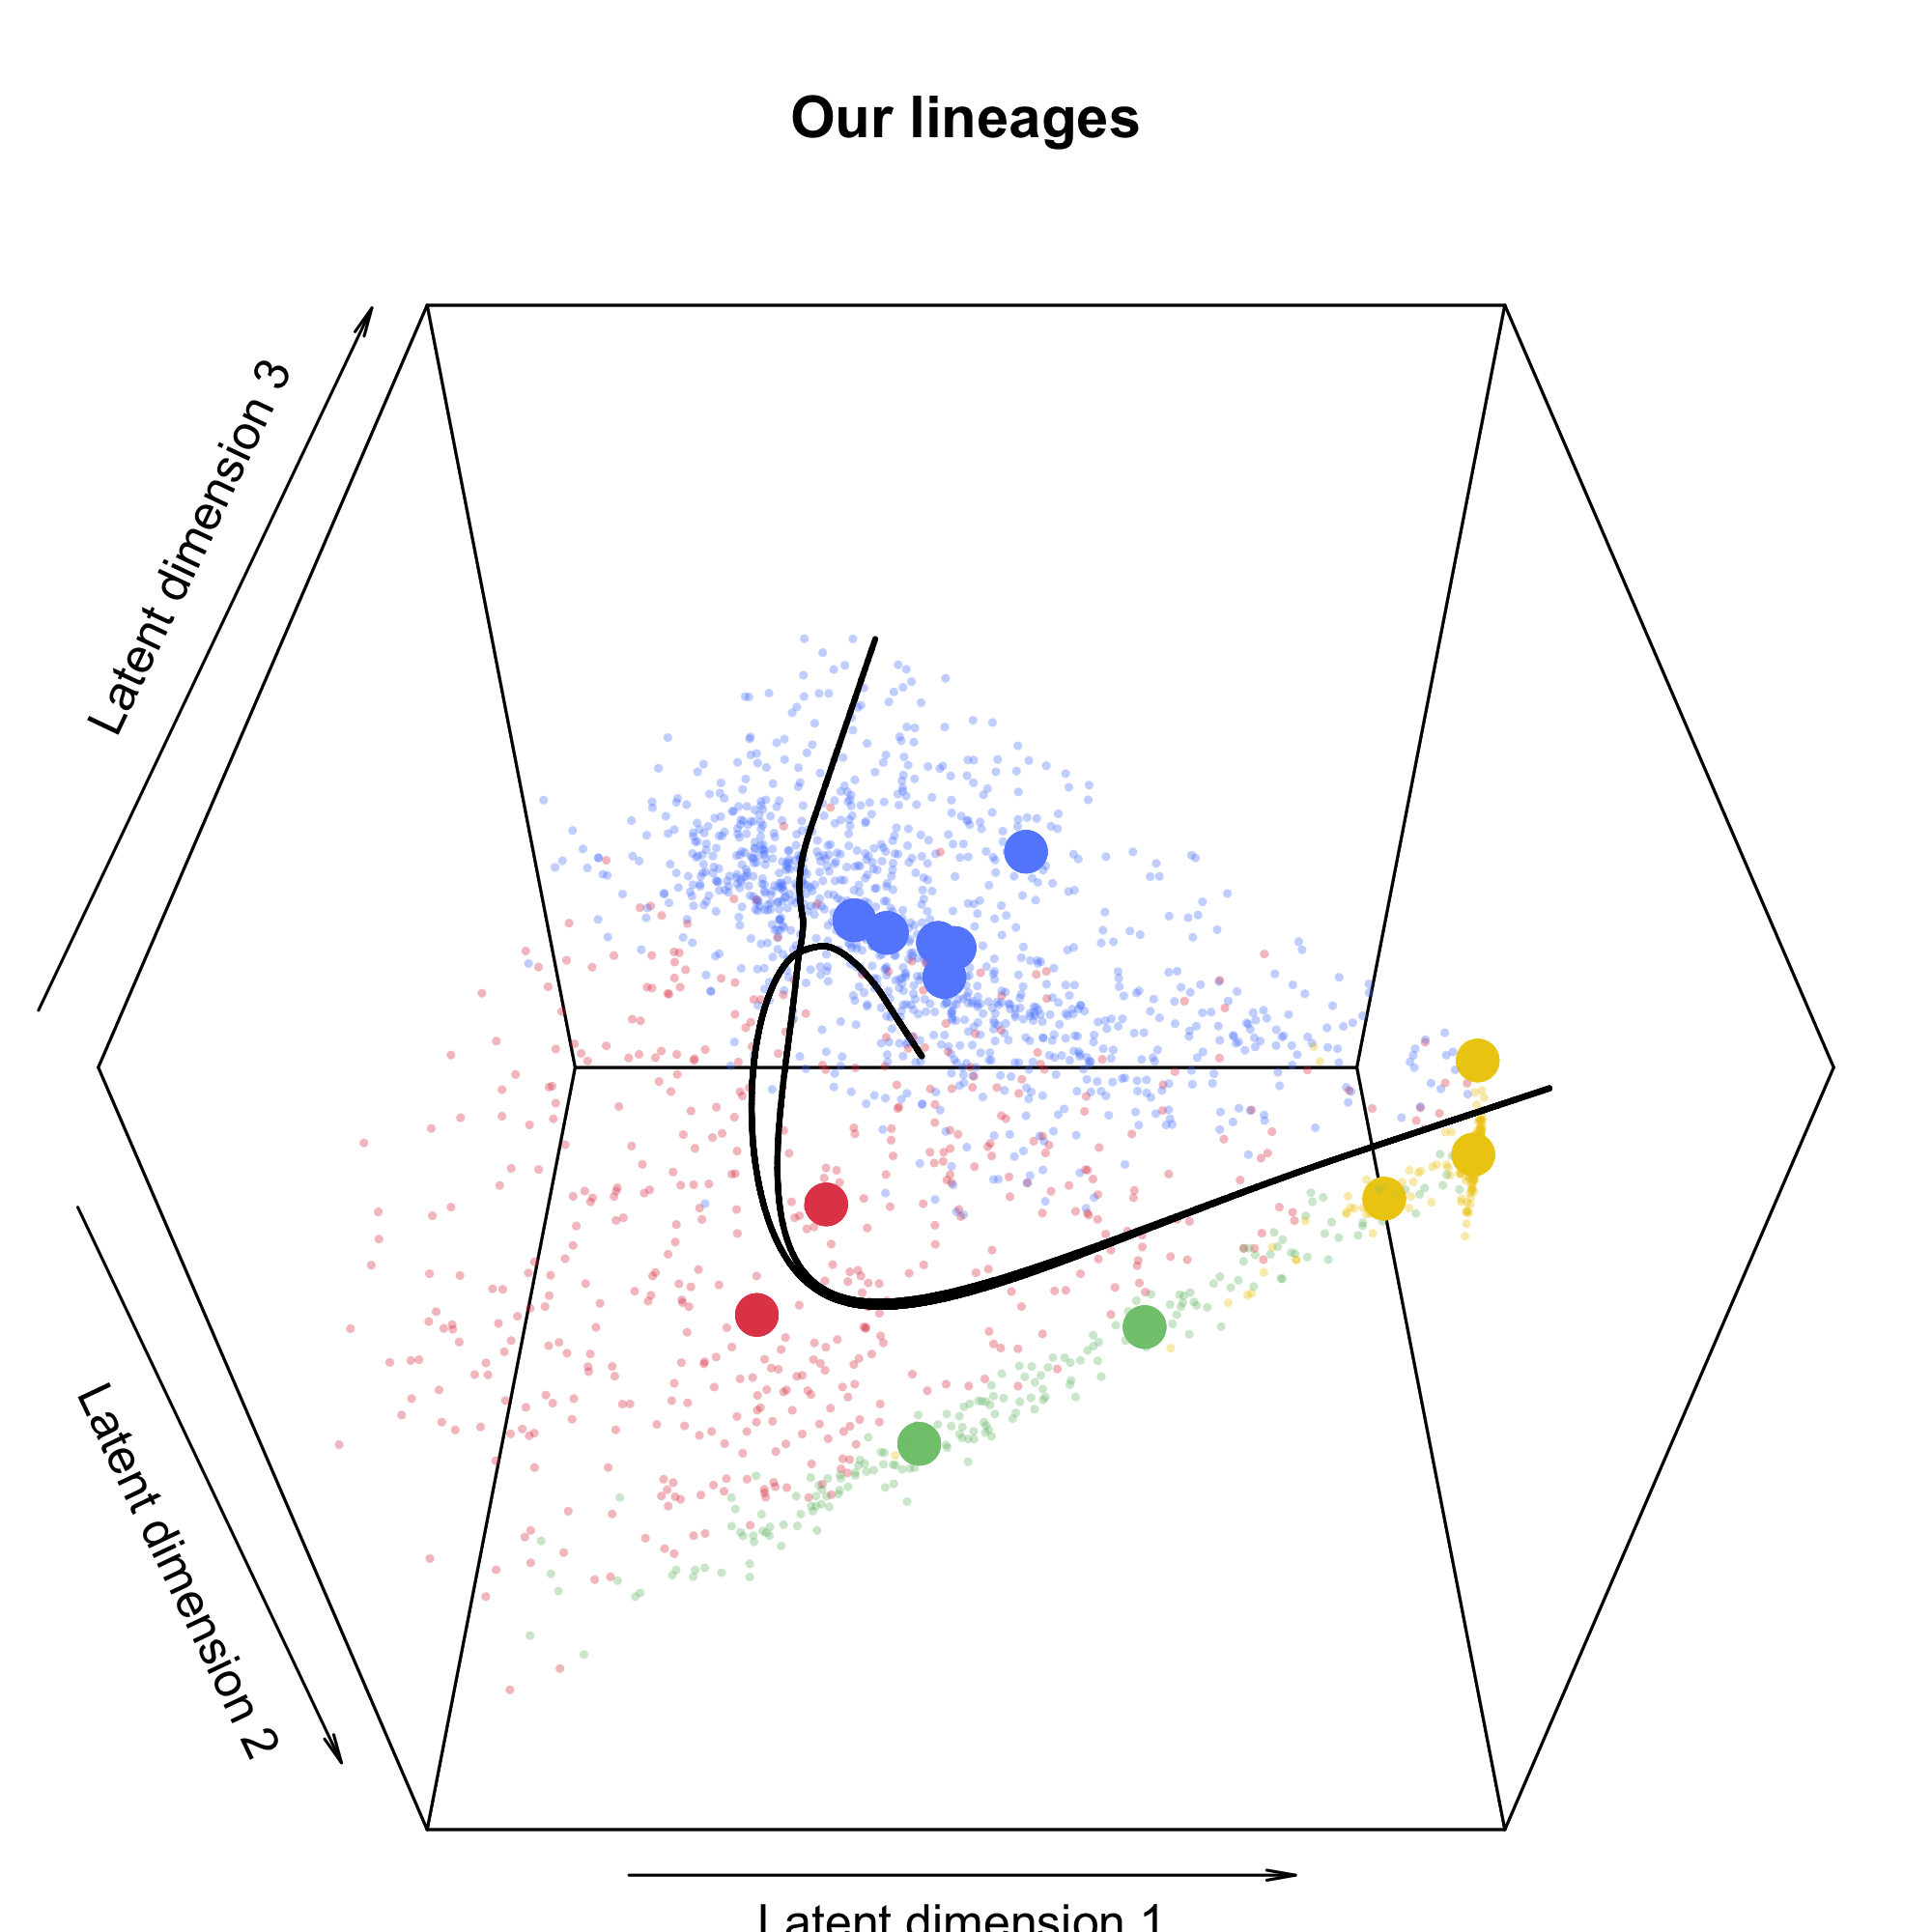 Our lineages
Latent dimension 3
Latent dimension 2
Latent dimension 1